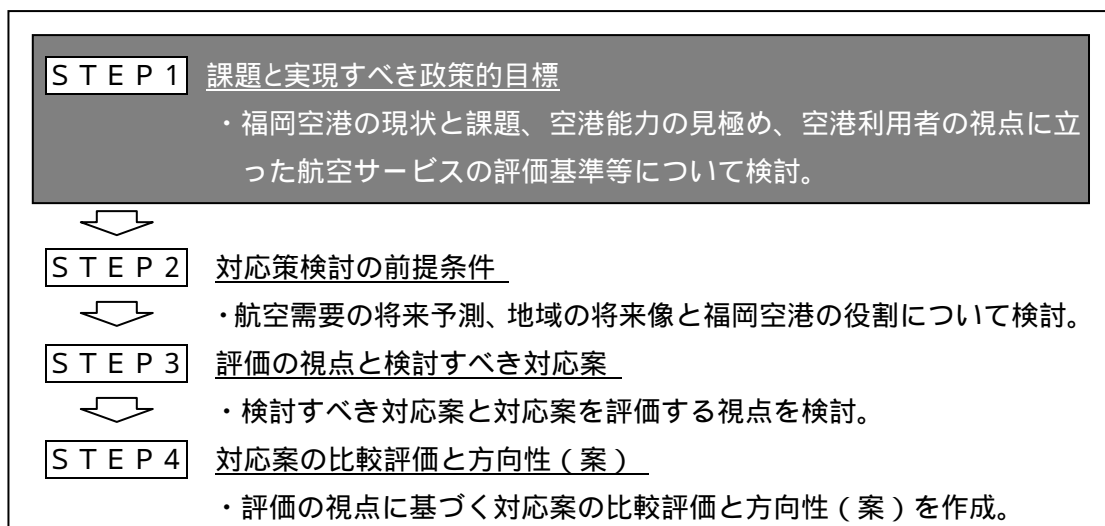 STEP1 課題と実現すべき政策的目標
・福岡空港の現状と課題、空港能力の見極め、空港利用者の視点に立
った航空サービスの評価基準等について検討。
STEP2 対応策検討の前提条件
・航空需要の将来予測、地域の将来像と福岡空港の役割について検討。
STEP3 評価の視点と検討すべき対応案
・検討すべき対応案と対応案を評価する視点を検討。
STEP4 対応案の比較評価と方向性（案）
・評価の視点に基づく対応案の比較評価と方向性（案）を作成。